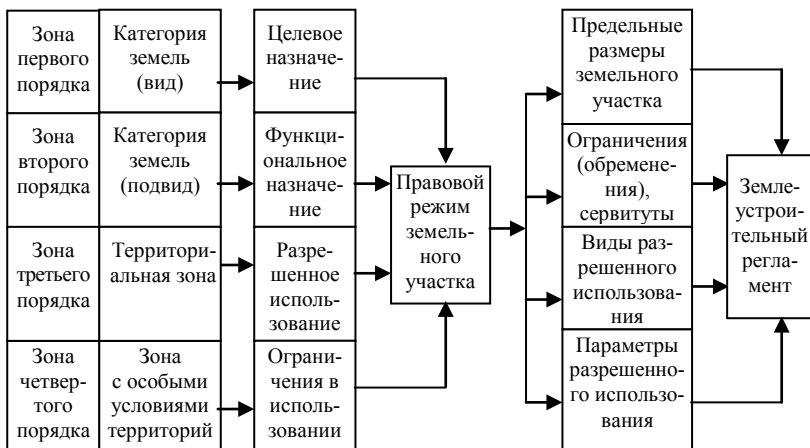 Зона
первого
порядка
Категория
земель
(вид)
Целевое
назначе-
ние
Зона
второго
порядка
Категория
земель
(подвид)
Функци-
ональное
назначе-
ние
Зона
третьего
порядка
Территори-
альная зона
Разре-
шенное
исполь-
зование
Зона
четвер-
того
порядка
Зона
с особыми
условиями
территорий
Ограни-
чения в
исполь-
зовании
Правовой
режим
земель-
ного
участка
Предельные
размеры
земельного
участка
Ограничения
(обремене-
ния),
сервитуты
Виды раз-
решенного
использова-
ния
Параметры
разрешенно-
го использо-
вания
Земле-
устрои-
тельный
регла-
мент